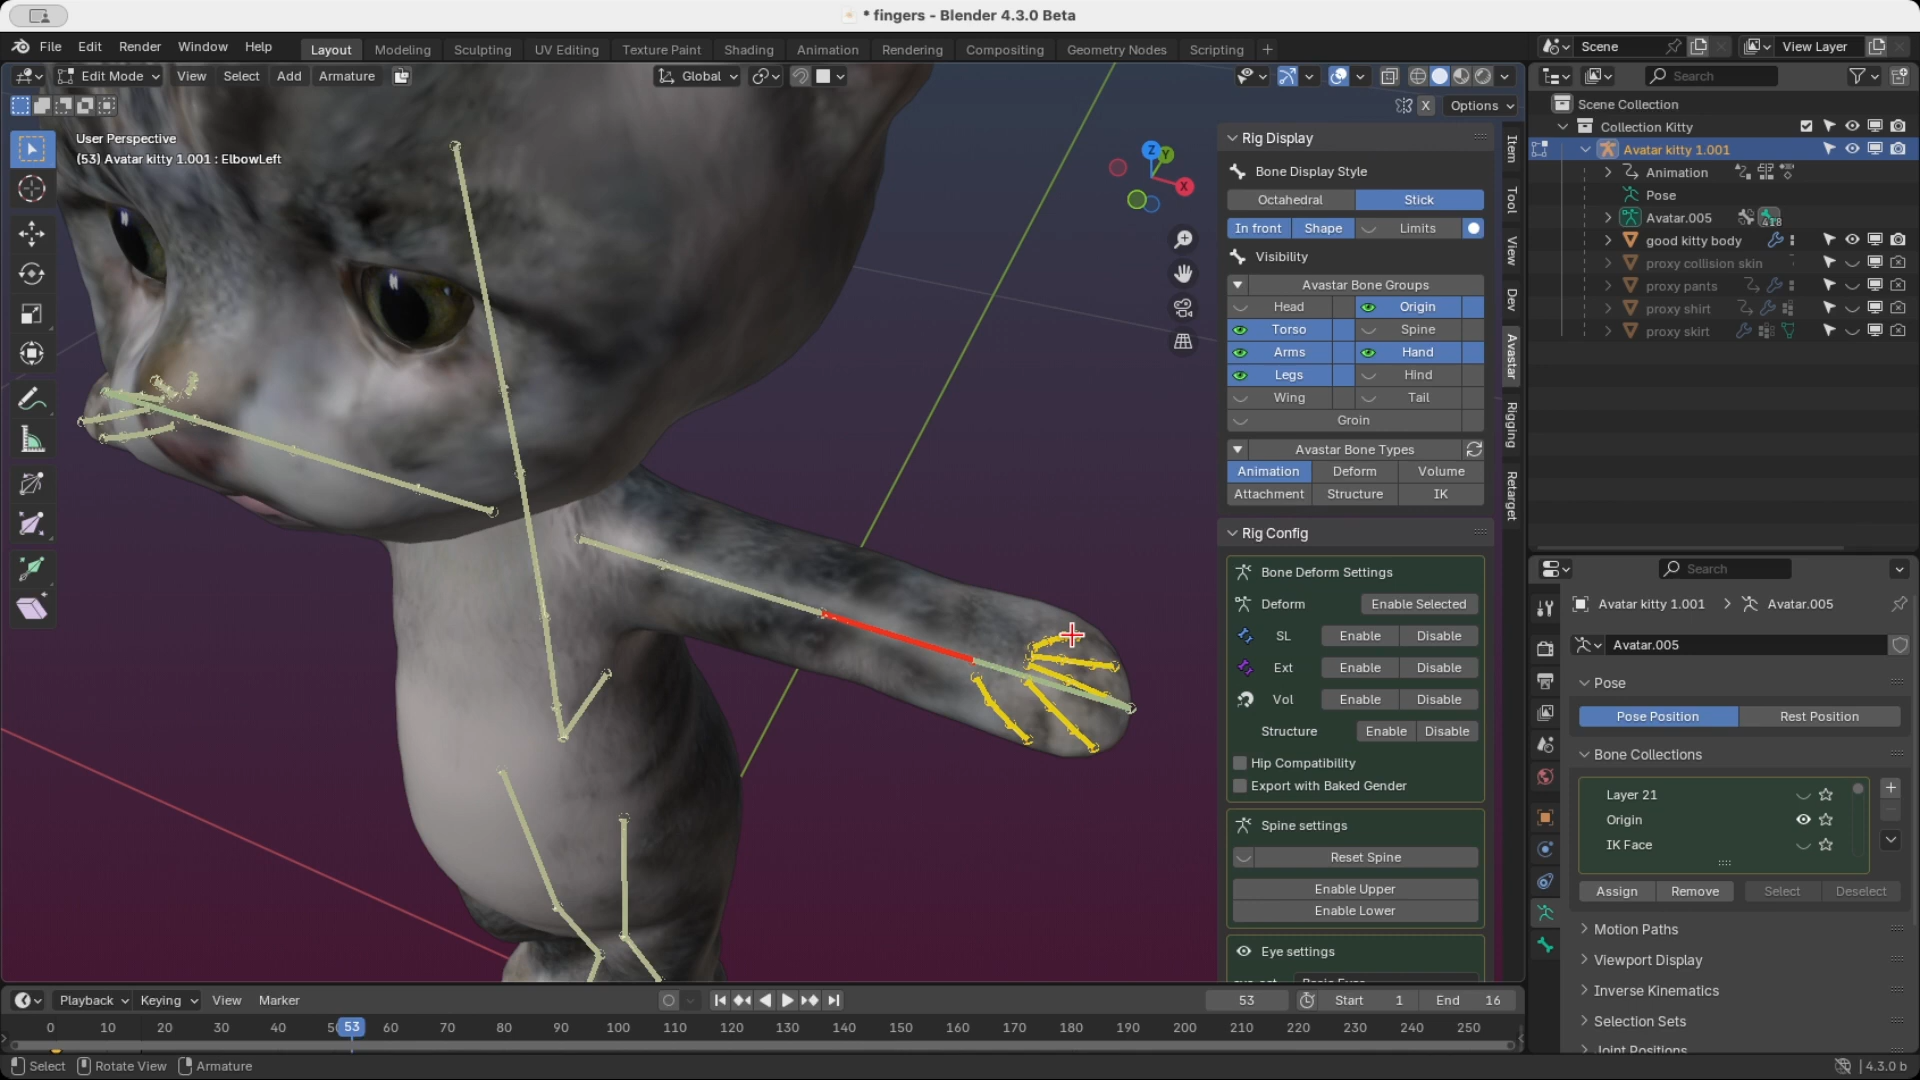 * fingers - Blender 4.3.0 Beta
File Edit Render Window Help
Layout Modeling Sculpting UV Editing Texture Paint Shading Animation Rendering Compositing Geometry Nodes Scripting +
Scene
View Layer
Edit Mode View Select Add Armature
Global
Search
X Options
User Perspective
(53) Avatar kitty 1.001 : ElbowLeft
Z
Y
X
Rig Display
Bone Display Style
Octahedral Stick
In front Shape Limits
Visibility
Avastar Bone Groups
Head Origin
Torso Spine
Arms Hand
Legs Hind
Wing Tail
Groin
Avastar Bone Types
Animation Deform Volume
Attachment Structure IK
Rig Config
Bone Deform Settings
Deform Enable Selected
SL Enable Disable
Ext Enable Disable
Vol Enable Disable
Structure Enable Disable
Hip Compatibility
Export with Baked Gender
Spine settings
Reset Spine
Enable Upper
Enable Lower
Eye settings
Item
Tool
View
Dev
Avastar
Rigging
Retarget
Scene Collection
Collection Kitty
Avatar kitty 1.001
Animation
Pose
Avatar.005
418
good kitty body
proxy collision skin
proxy pants
proxy shirt
proxy skirt
Search
Avatar kitty 1.001 > Avatar.005
Avatar.005
Pose
Pose Position Rest Position
Bone Collections
Layer 21
Origin
IK Face
Assign Remove Select Deselect
Motion Paths
Viewport Display
Inverse Kinematics
Selection Sets
Joint Positions
Playback Keying View Marker
53 Start 1 End 16
0 10 20 30 40 53 60 70 80 90 100 110 120 130 140 150 160 170 180 190 200 210 220 230 240 250
Select Rotate View Armature
4.3.0 b